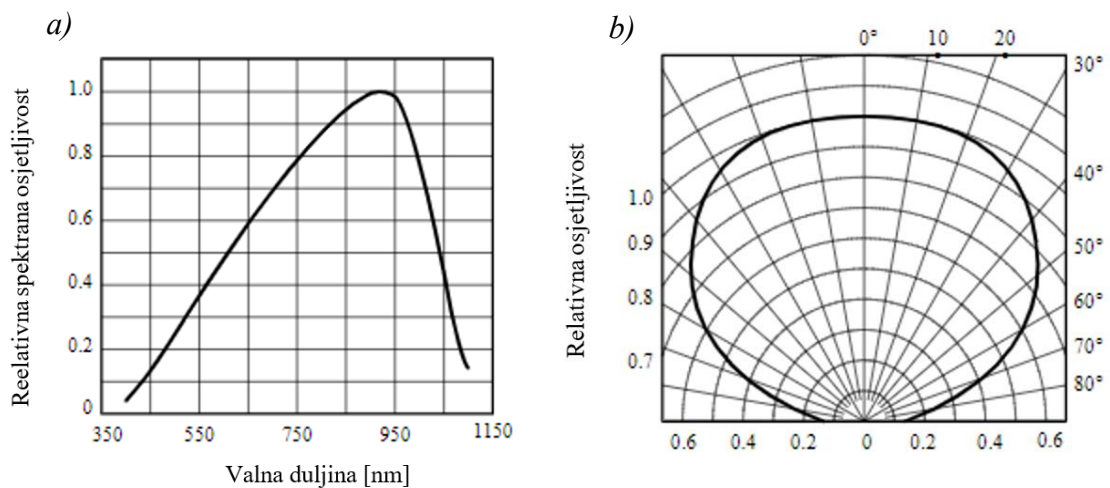 a)
Reelativna spektrana osjetljivost
1.0
0.8
0.6
0.4
0.2
0
350 550 750 950 1150
Valna duljina [nm]
b)
0° 10 20
30°
40°
50°
60°
70°
80°
Relativna osjetljivost
1.0
0.9
0.8
0.7
0.6 0.4 0.2 0 0.2 0.4 0.6